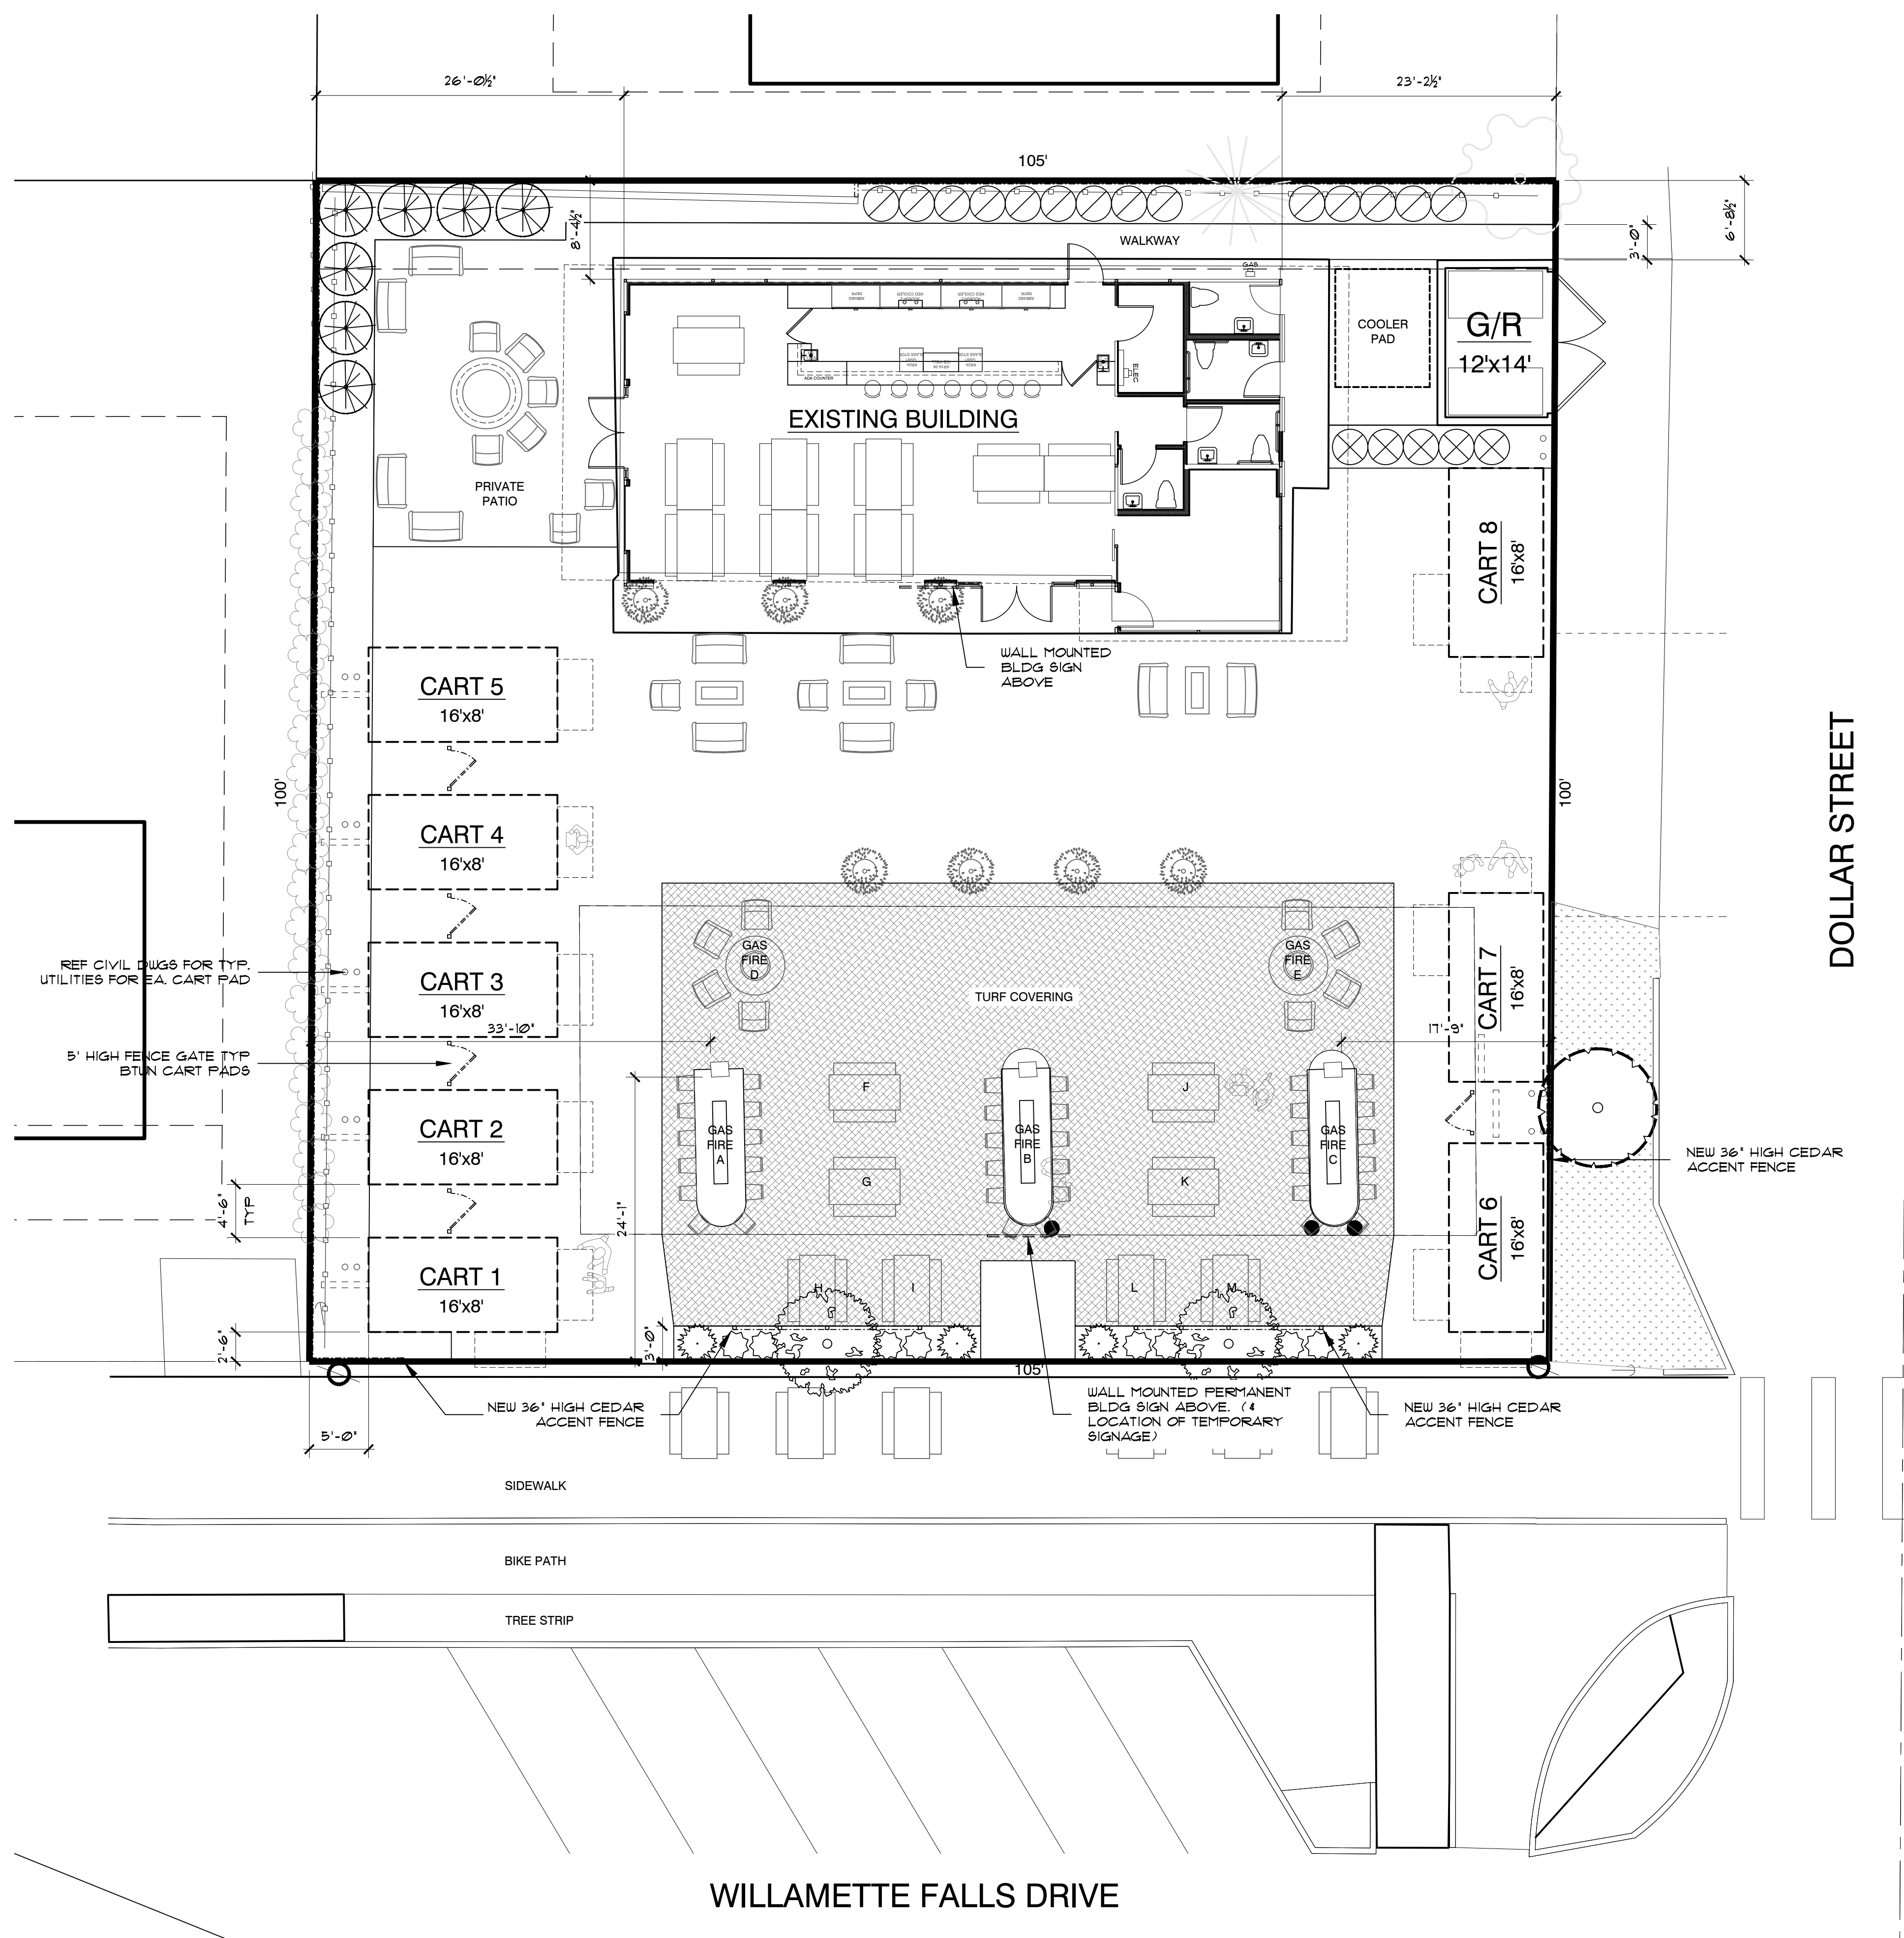 26'-0½"
23'-2½"
105'
8'-4½"
WALKWAY
3'-0"
6'-8½"
GAS
COOLER
PAD
G/R
12'x14'
ELEC
ADA COUNTER
EXISTING BUILDING
PRIVATE
PATIO
CART 8
16'x8'
WALL MOUNTED
BLDG SIGN
ABOVE
CART 5
16'x8'
DOLLAR STREET
100'
100'
CART 4
16'x8'
REF CIVIL DWGS FOR TYP.
UTILITIES FOR EA. CART PAD
CART 3
16'x8'
GAS
FIRE
D
GAS
FIRE
E
TURF COVERING
CART 7
16'x8'
33'-10"
17'-9"
5' HIGH FENCE GATE TYP
BTWN CART PADS
F
J
CART 2
16'x8'
GAS
FIRE
A
GAS
FIRE
B
GAS
FIRE
C
NEW 36" HIGH CEDAR
ACCENT FENCE
G
K
4'-6"
TYP
24'-1"
CART 1
16'x8'
CART 6
16'x8'
H
I
L
M
2'-6"
3'-0"
105'
NEW 36" HIGH CEDAR
ACCENT FENCE
WALL MOUNTED PERMANENT
BLDG SIGN ABOVE. (&
LOCATION OF TEMPORARY
SIGNAGE)
NEW 36" HIGH CEDAR
ACCENT FENCE
5'-0"
SIDEWALK
BIKE PATH
TREE STRIP
WILLAMETTE FALLS DRIVE